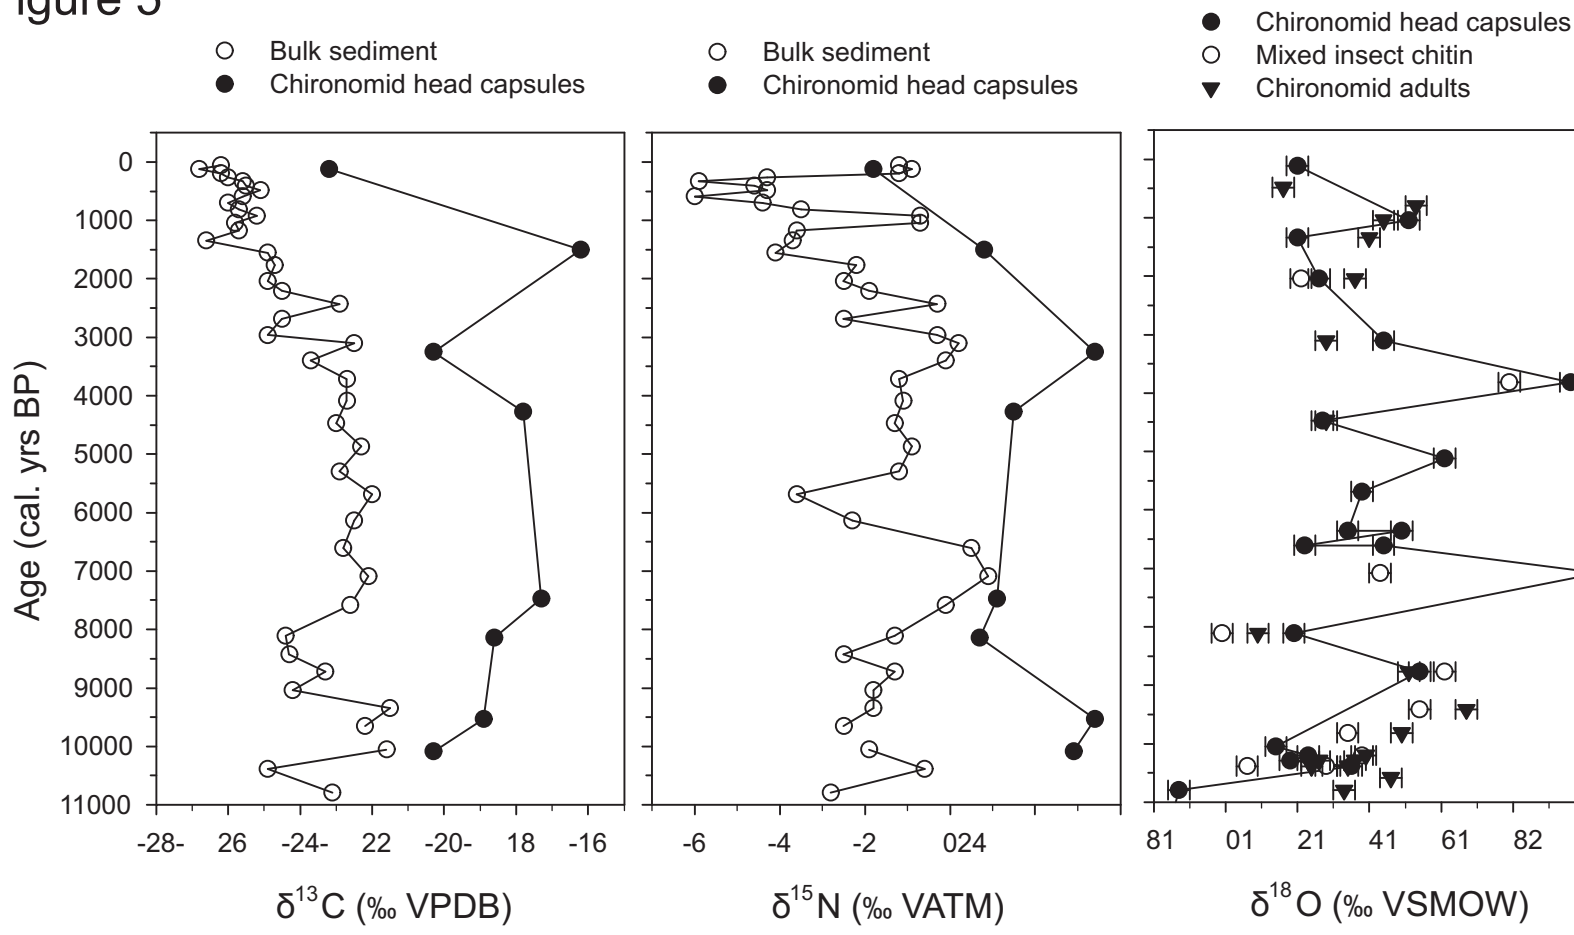 igure 5
Bulk sediment
Chironomid head capsules
Bulk sediment
Chironomid head capsules
Chironomid head capsules
Mixed insect chitin
Chironomid adults
Age (cal. yrs BP)
0
1000
2000
3000
4000
5000
6000
7000
8000
9000
10000
11000
-28- 26 -24- 22 -20- 18 -16
-6 -4 -2 024
81 01 21 41 61 82
δ13C (‰ VPDB)
δ15N (‰ VATM)
δ18O (‰ VSMOW)